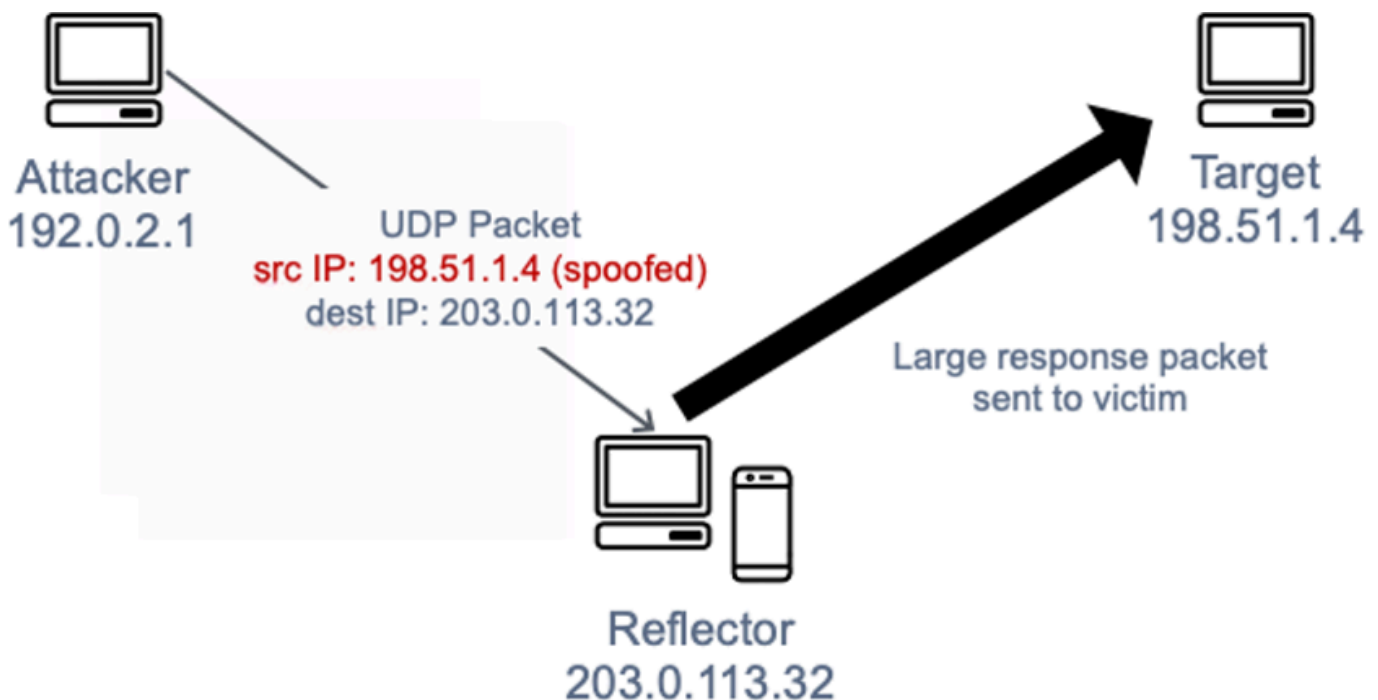 Attacker
192.0.2.1
UDP Packet
src IP: 198.51.1.4 (spoofed)
dest IP: 203.0.113.32
Target
198.51.1.4
Large response packet
sent to victim
Reflector
203.0.113.32